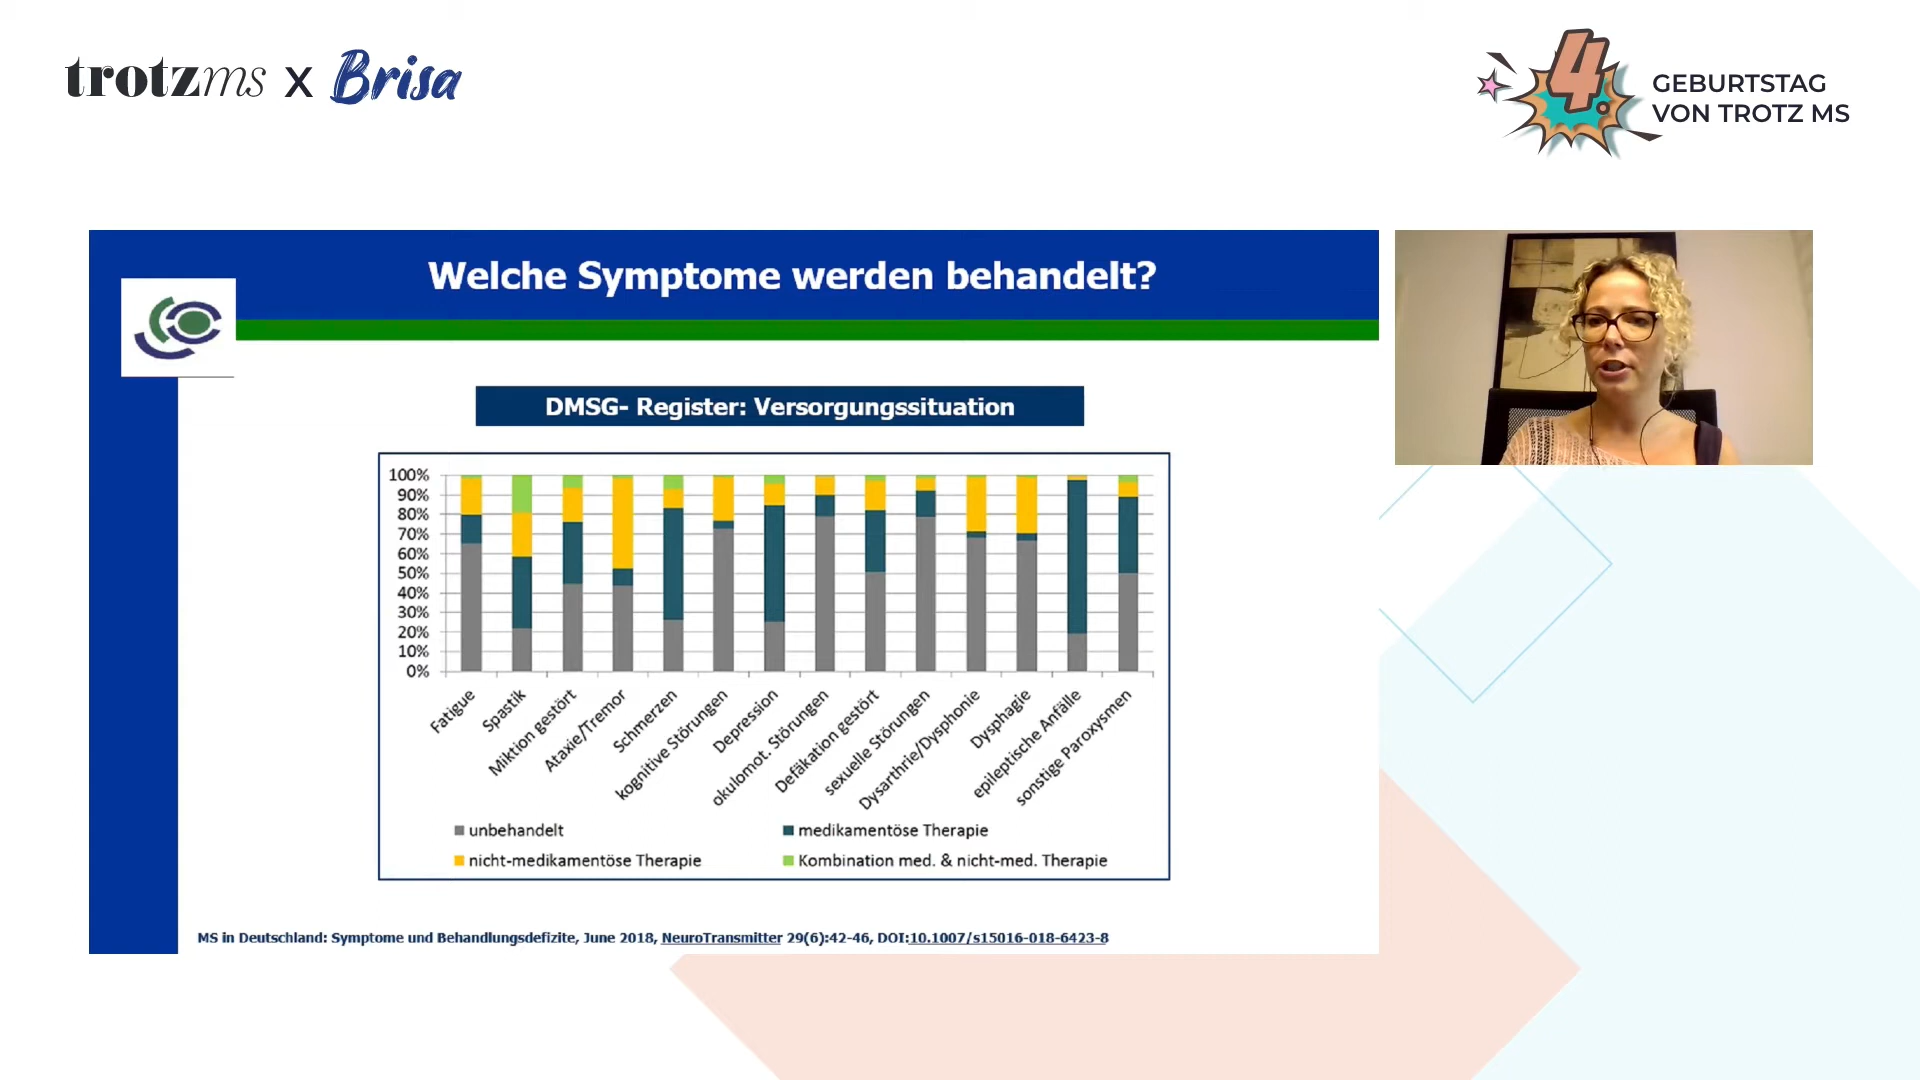 trotzms x Brisa
4.
GEBURTSTAG
VON TROTZ MS
Welche Symptome werden behandelt?
DMSG- Register: Versorgungssituation
100%
90%
80%
70%
60%
50%
40%
30%
20%
10%
0%
Fatigue
Spastik
Miktion gestört
Ataxie/Tremor
Schmerzen
kognitive Störungen
Depression
okulomot. Störungen
Defäkation gestört
sexuelle Störungen
Dysarthrie/Dysphonie
Dysphagie
epileptische Anfälle
sonstige Paroxysmen
unbehandelt
medikamentöse Therapie
nicht-medikamentöse Therapie
Kombination med. & nicht-med. Therapie
MS in Deutschland: Symptome und Behandlungsdefizite, June 2018, NeuroTransmitter 29(6):42-46, DOI:10.1007/s15016-018-6423-8